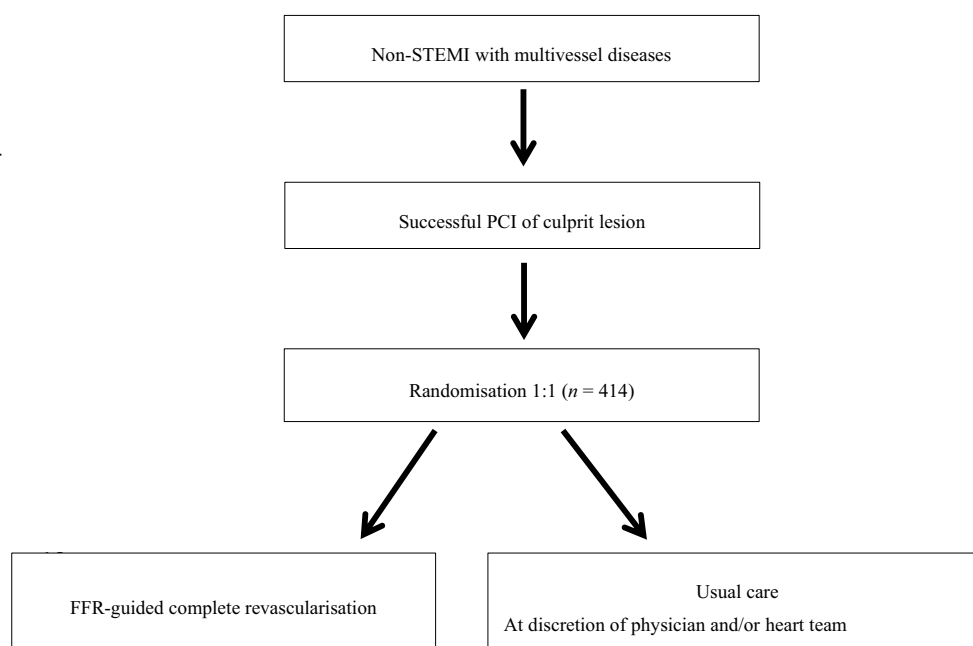 Non-STEMI with multivessel diseases
Successful PCI of culprit lesion
Randomisation 1:1 (n = 414)
FFR-guided complete revascularisation
Usual care
At discretion of physician and/or heart team